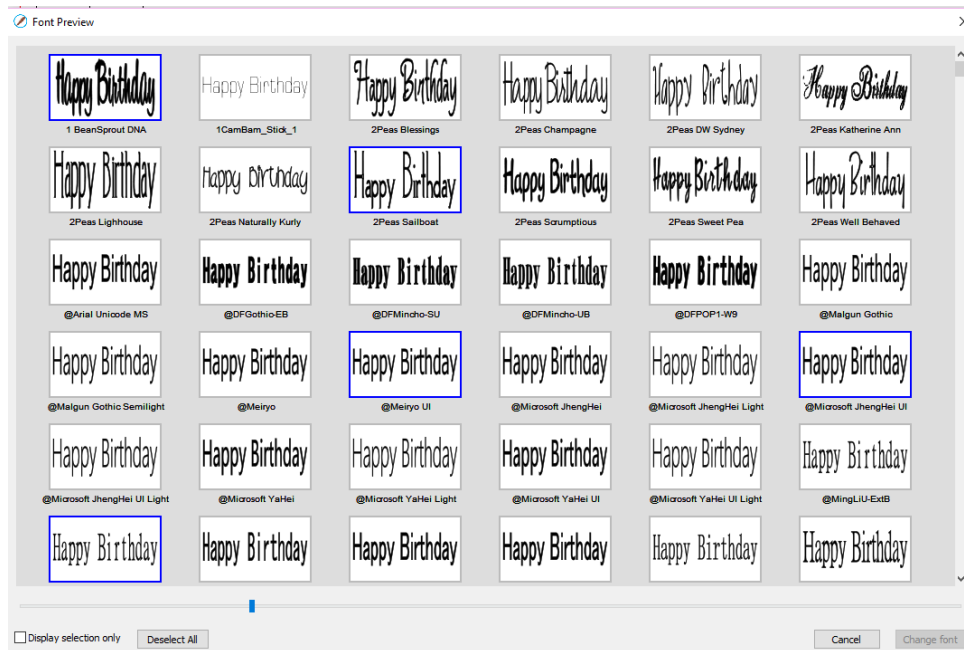 Font Preview
Happy Birthday Happy Birthday Happy Birthday Happy Birthday Happy Birthday Happy Birthday
1 BeanSprout DNA 1CamBam_Stick_1 2Peas Blessings 2Peas Champagne 2Peas DW Sydney 2Peas Katherine Ann
Happy Birthday Happy Birthday Happy Birthday Happy Birthday Happy Birthday Happy Birthday
2Peas Lighhouse 2Peas Naturally Kurly 2Peas Sailboat 2Peas Scrumptious 2Peas Sweet Pea 2Peas Well Behaved
Happy Birthday Happy Birthday Happy Birthday Happy Birthday Happy Birthday Happy Birthday
@Arial Unicode MS @DFGothic-EB @DFMincho-SU @DFMincho-UB @DFPOP1-W9 @Malgun Gothic
Happy Birthday Happy Birthday Happy Birthday Happy Birthday Happy Birthday Happy Birthday
@Malgun Gothic Semilight @Meiryo @Meiryo UI @Microsoft JhengHei @Microsoft JhengHei Light @Microsoft JhengHei UI
Happy Birthday Happy Birthday Happy Birthday Happy Birthday Happy Birthday Happy Birthday
@Microsoft JhengHei UI Light @Microsoft YaHei @Microsoft YaHei Light @Microsoft YaHei UI @Microsoft YaHei UI Light @MingLiU-ExtB
Happy Birthday Happy Birthday Happy Birthday Happy Birthday Happy Birthday Happy Birthday
Display selection only Deselect All Cancel Change font